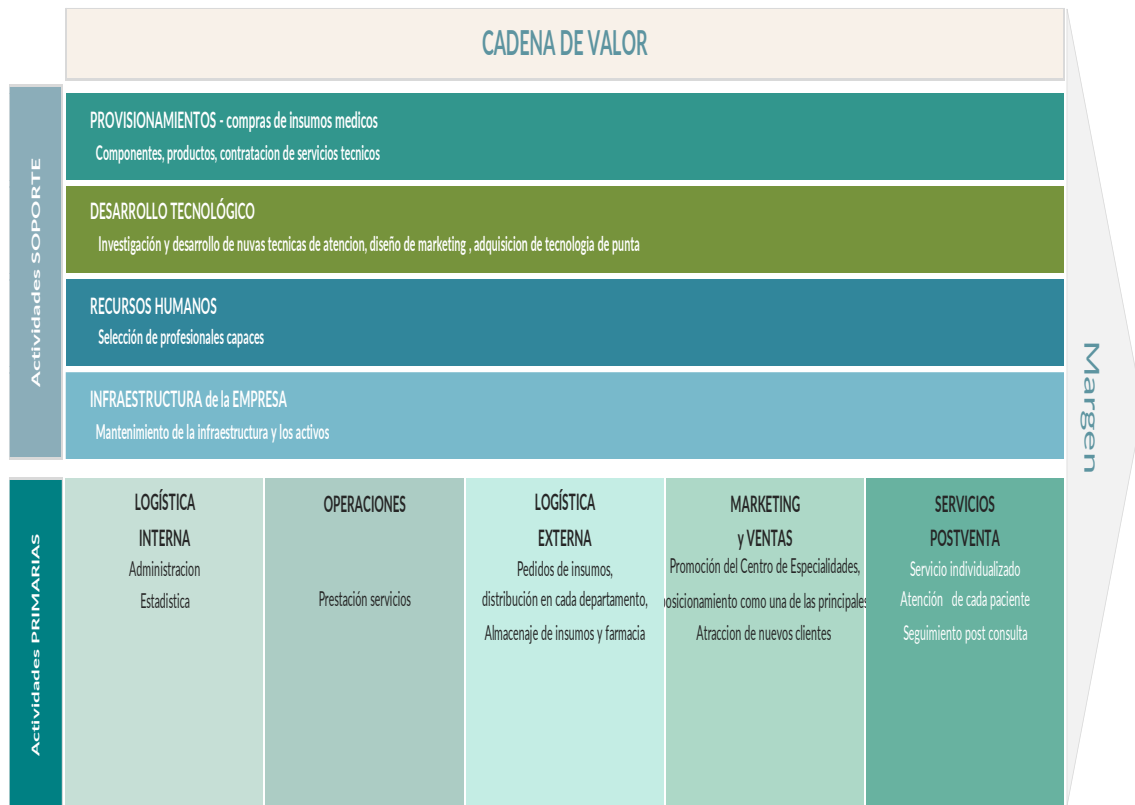 CADENA DE VALOR
Actividades SOPORTE
PROVISIONAMIENTOS - compras de insumos medicos
Componentes, productos, contratacion de servicios tecnicos
DESARROLLO TECNOLÓGICO
Investigación y desarrollo de nuvas tecnicas de atencion, diseño de marketing , adquisicion de tecnologia de punta
RECURSOS HUMANOS
Selección de profesionales capaces
INFRAESTRUCTURA de la EMPRESA
Mantenimiento de la infraestructura y los activos
Margen
Actividades PRIMARIAS
LOGÍSTICA
INTERNA
Administracion
Estadistica
OPERACIONES
Prestación servicios
LOGÍSTICA
EXTERNA
Pedidos de insumos,
distribución en cada departamento,
Almacenaje de insumos y farmacia
MARKETING
y VENTAS
Promoción del Centro de Especialidades,
como una de las principales
Atraccion de nuevos clientes
SERVICIOS
POSTVENTA
Servicio individualizado
Atención de cada paciente
Seguimiento post consulta